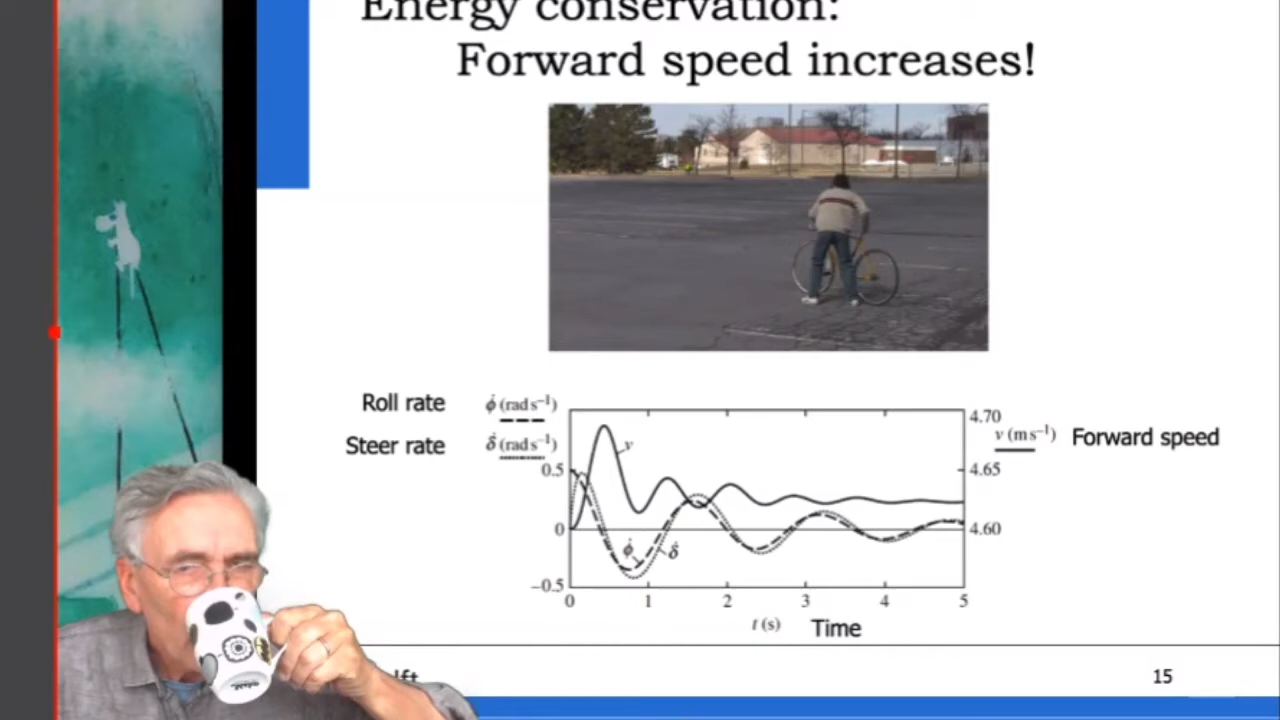 Energy conservation:
Forward speed increases!
Roll rate
ϕ̇ (rad s⁻¹)
Steer rate
δ̇ (rad s⁻¹)
4.70
v (m s⁻¹)
Forward speed
v
0.5
4.65
0
4.60
ϕ̇
δ̇
−0.5
0 1 2 3 4 5
t (s)
Time
lft
15